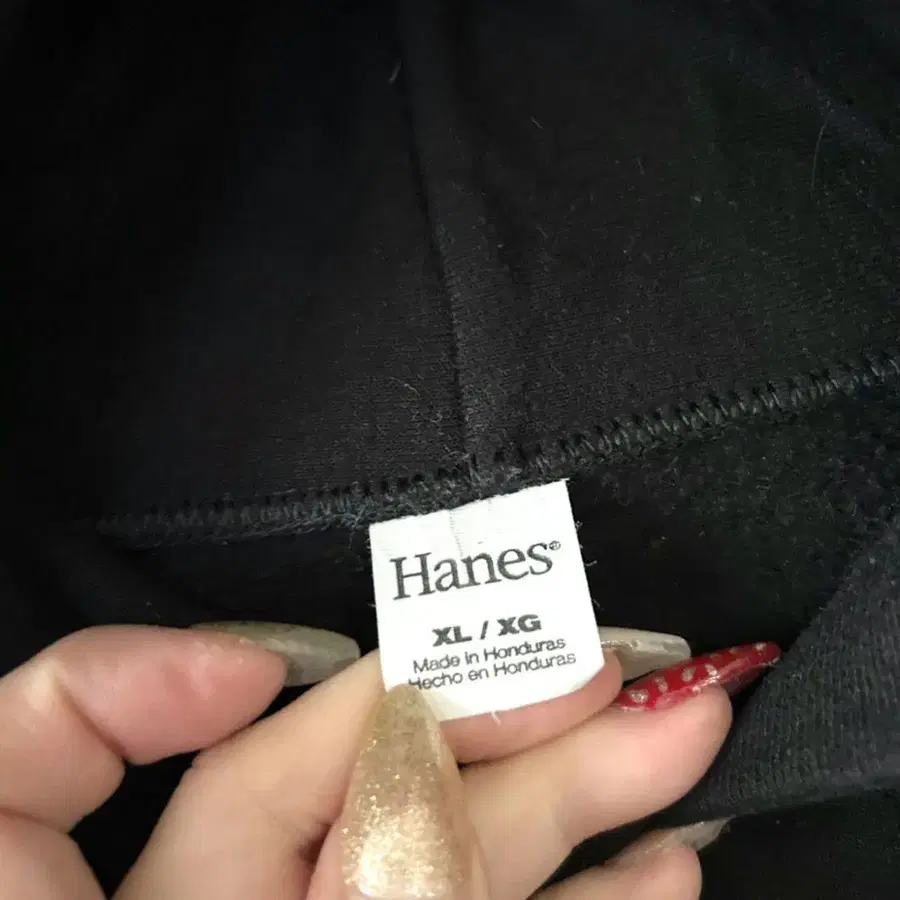 Hanes®
XL / XG
Made in Honduras
Hecho en Honduras